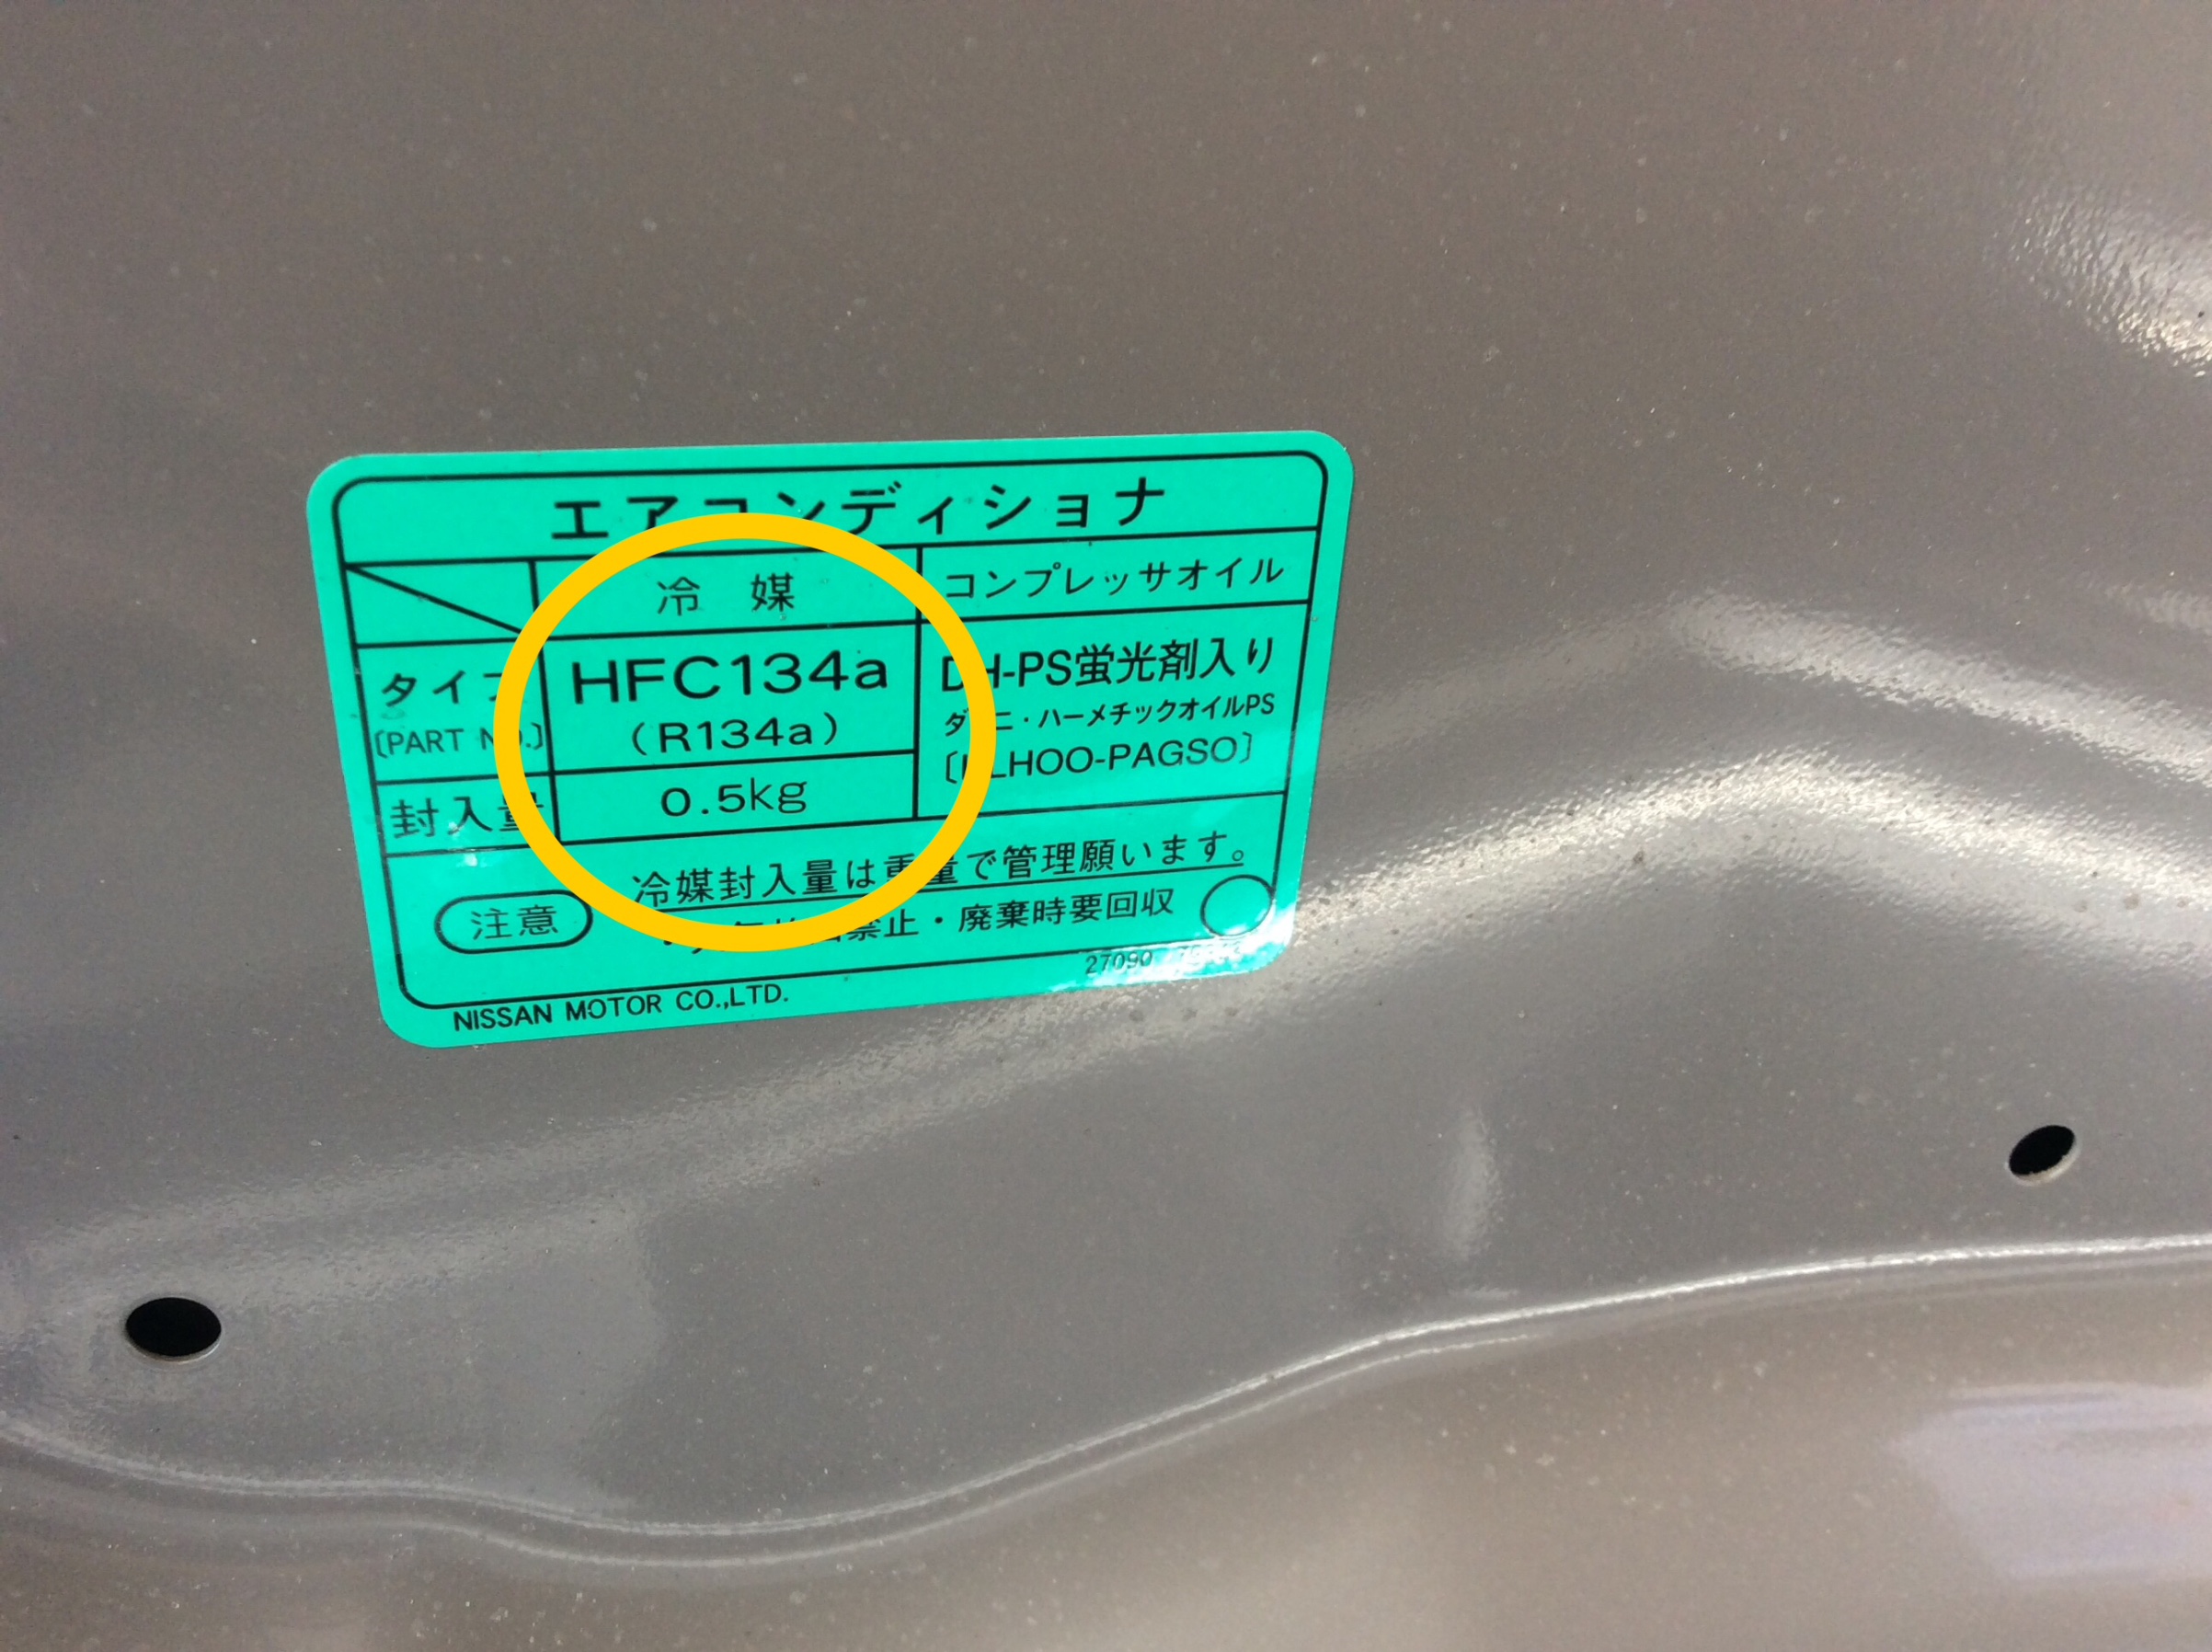 エアコンディショナ
冷媒
コンプレッサオイル
タイプ
[PART NO.]
HFC134a
(R134a)
DH-PS蛍光剤入り
・ハーメチックオイルPS
LHOO-PAGSO]
封入量
0.5kg
注意
冷媒封入量は重量で管理願います。
禁止・廃棄時要回収
27090
NISSAN MOTOR CO.,LTD.